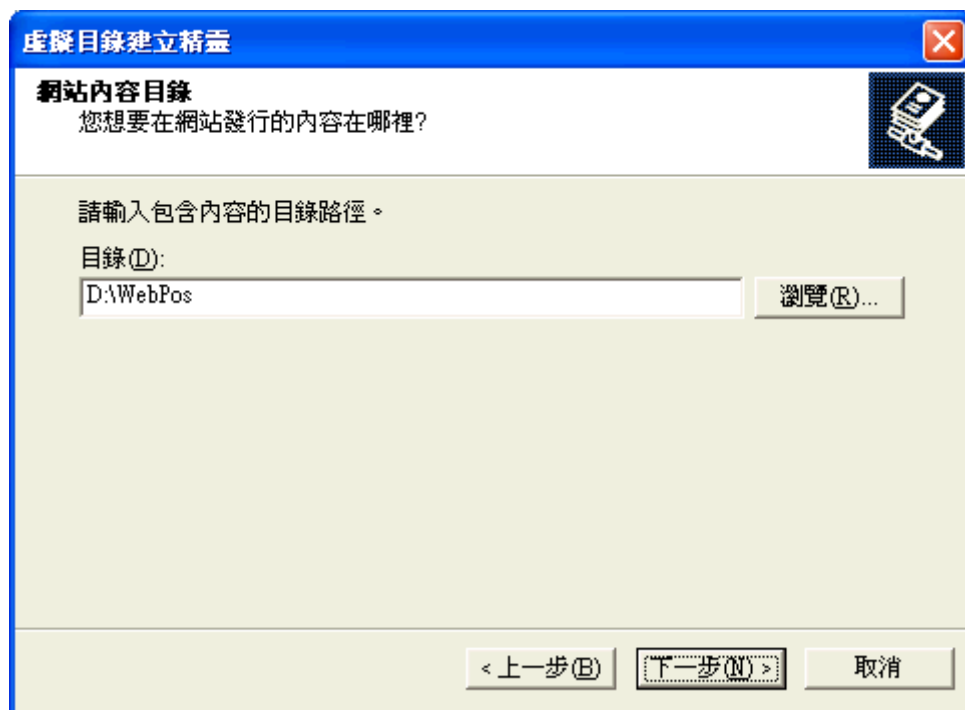 虛擬目錄建立精靈
網站內容目錄
您想要在網站發行的內容在哪裡?
請輸入包含內容的目錄路徑。
目錄(D):
D:\WebPos
瀏覽(R)...
< 上一步(B)
下一步(N) >
取消